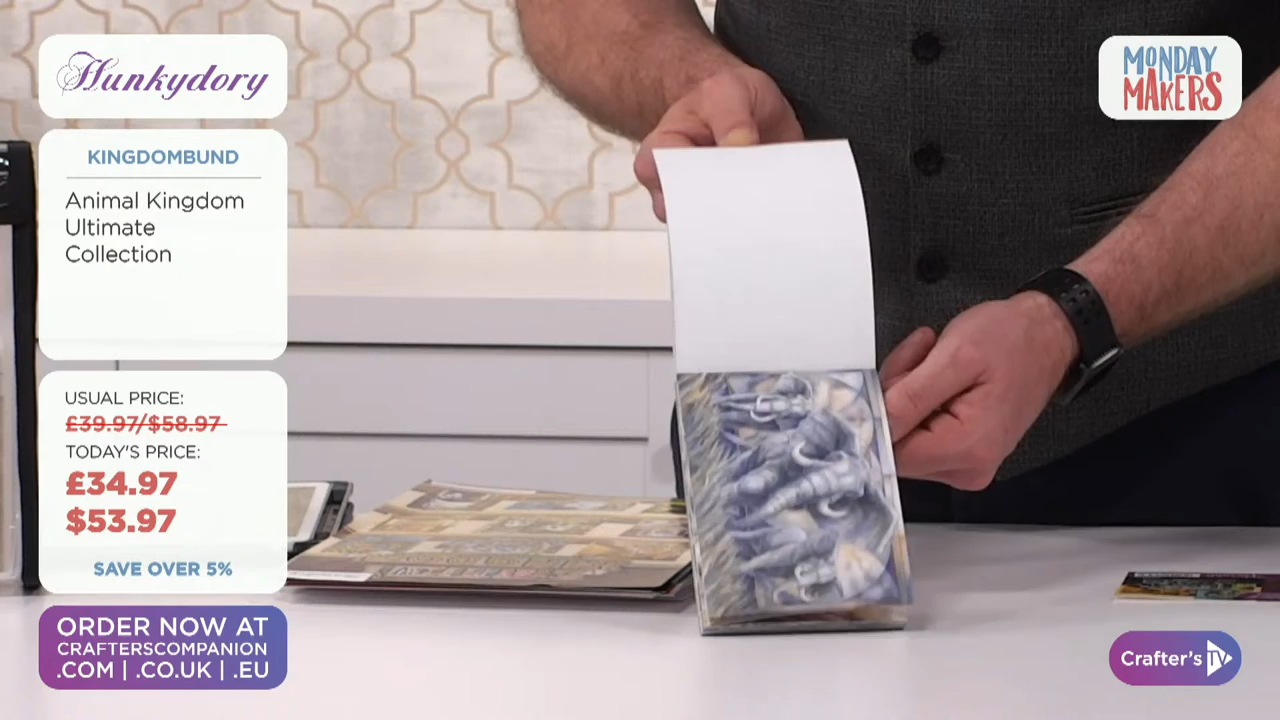 Hunkydory
KINGDOMBUND
Animal Kingdom
Ultimate
Collection
USUAL PRICE:
£39.97/$58.97
TODAY'S PRICE:
£34.97
$53.97
SAVE OVER 5%
ORDER NOW AT
CRAFTERSCOMPANION
.COM | .CO.UK | .EU
MONDAY
MAKERS
Crafter's TV